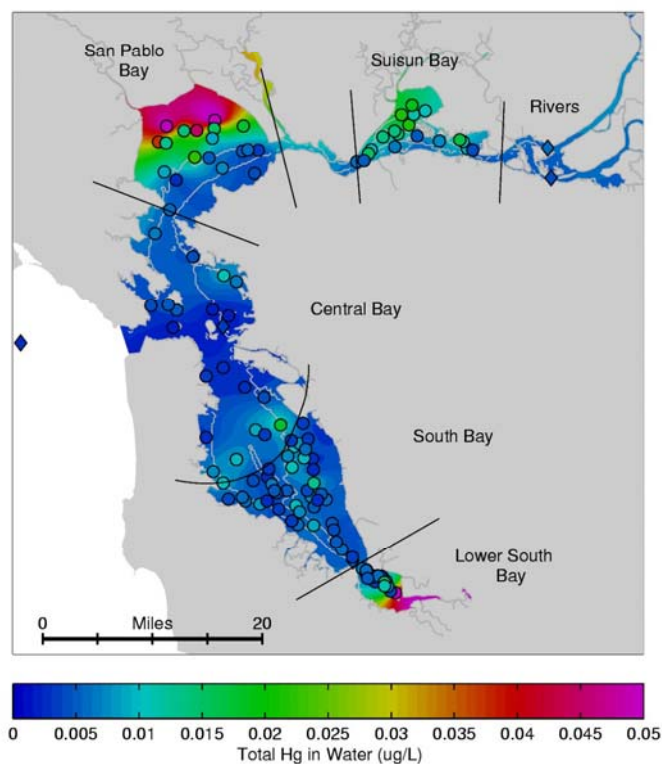 San Pablo
Bay
Suisun Bay
Rivers
Central Bay
South Bay
Lower South
Bay
0 Miles 20
0 0.005 0.01 0.015 0.02 0.025 0.03 0.035 0.04 0.045 0.05
Total Hg in Water (ug/L)